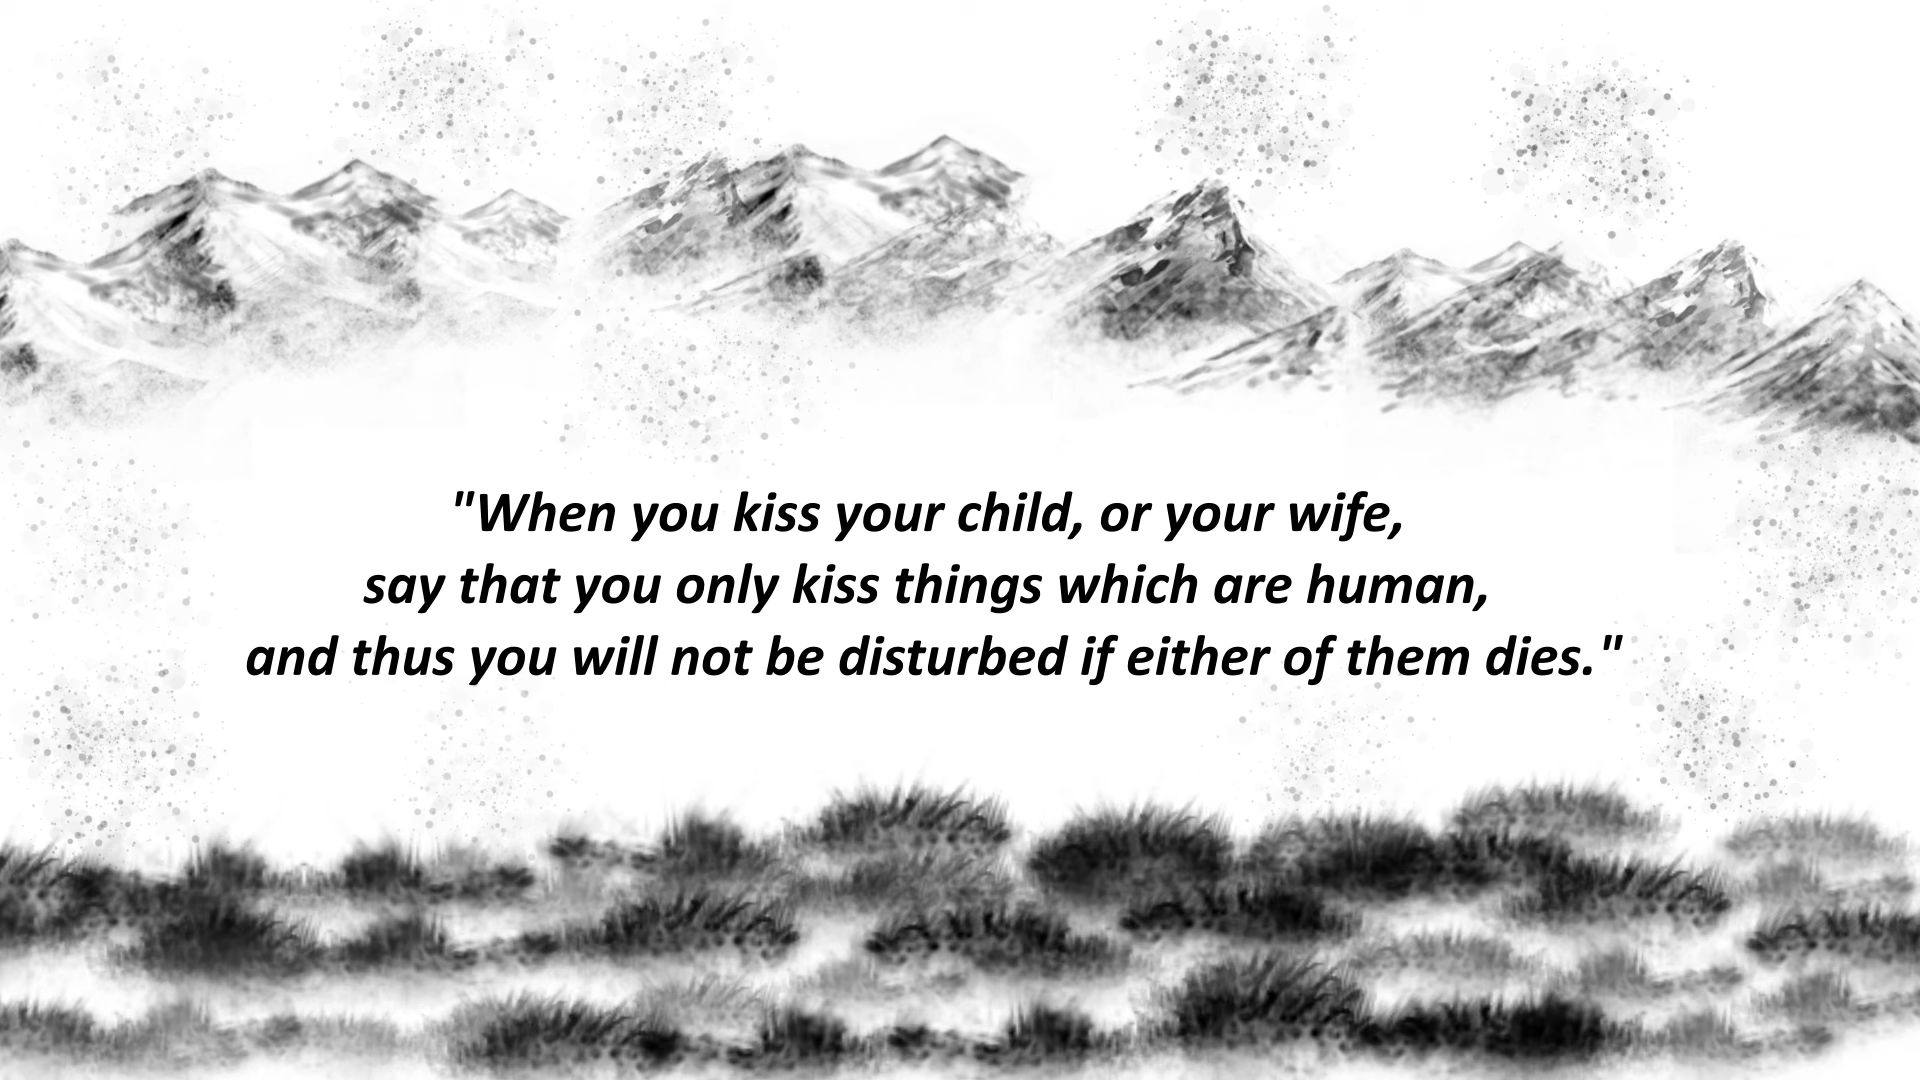 "When you kiss your child, or your wife,
say that you only kiss things which are human,
and thus you will not be disturbed if either of them dies."